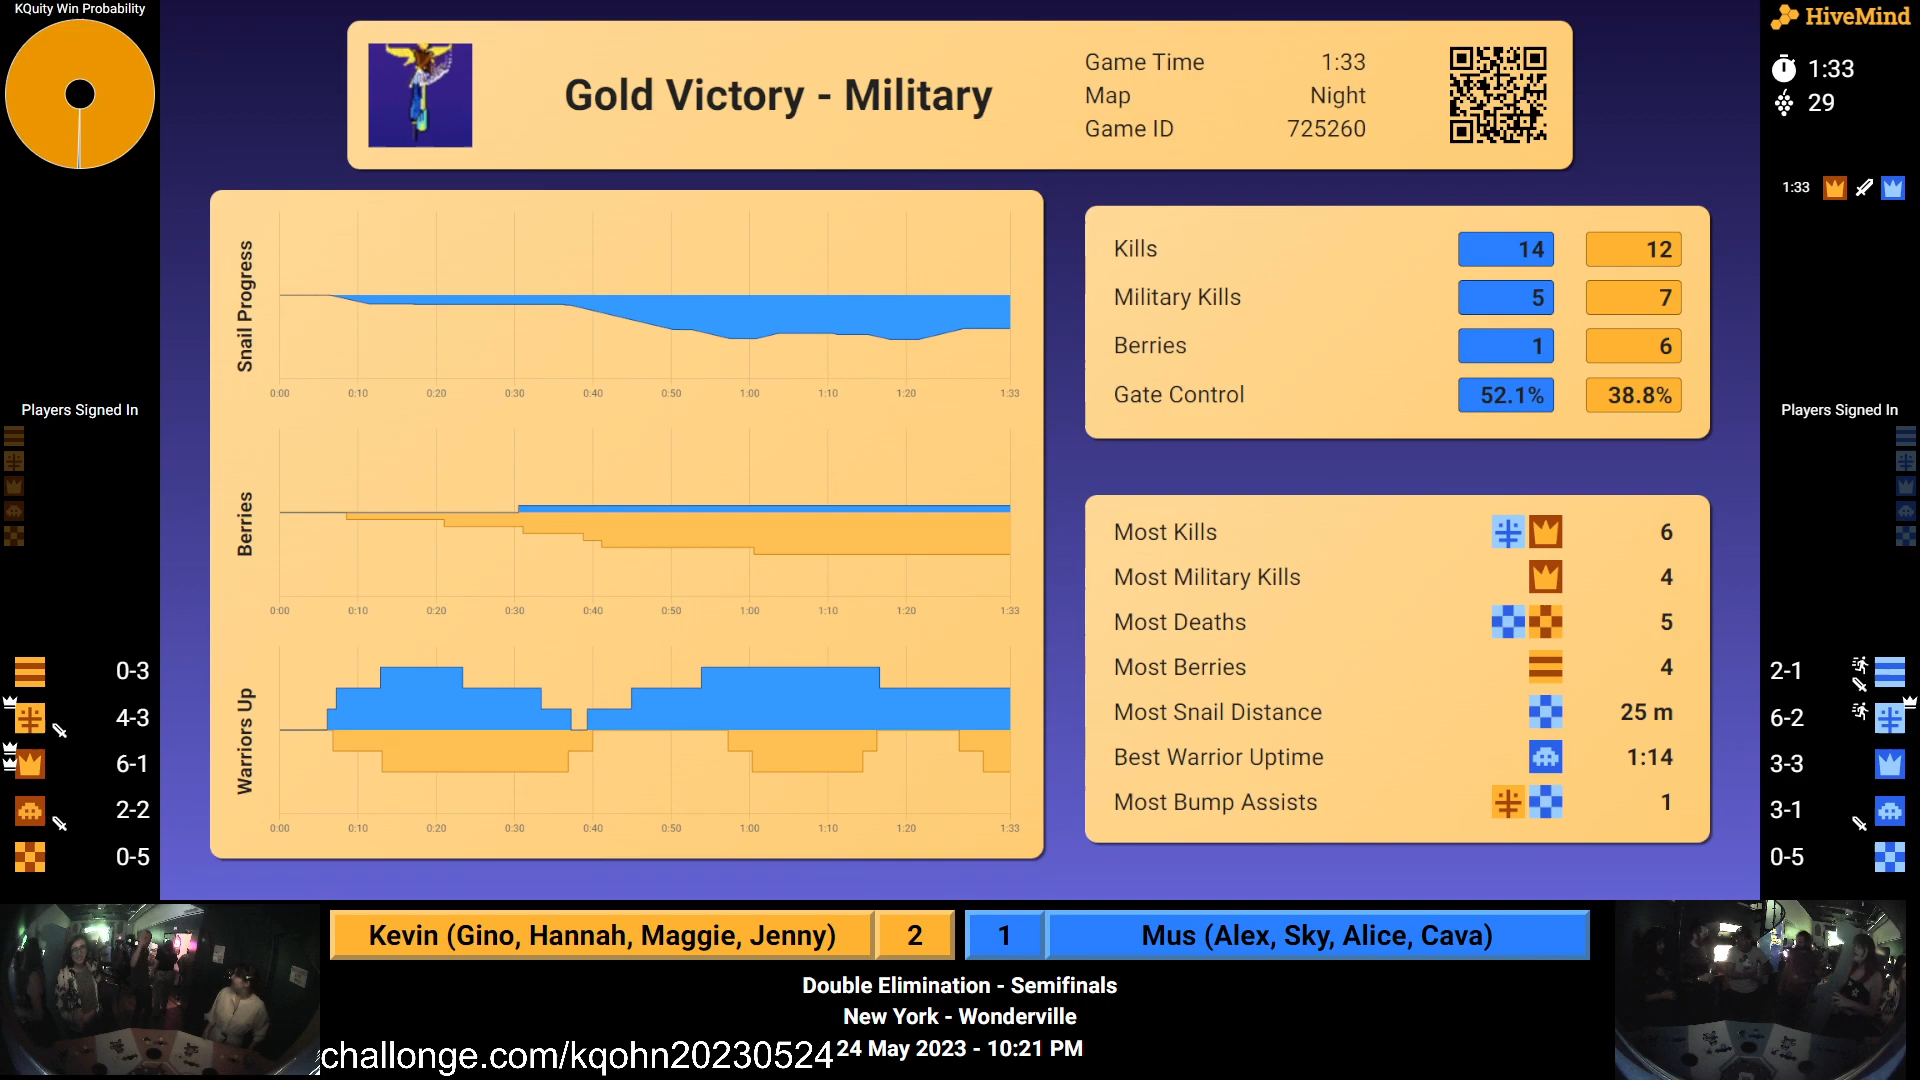 KQuity Win Probability
HiveMind
1:33
29
1:33
Gold Victory - Military
Game Time 1:33
Map Night
Game ID 725260
Snail Progress
0:00 0:10 0:20 0:30 0:40 0:50 1:00 1:10 1:20 1:33
Berries
0:00 0:10 0:20 0:30 0:40 0:50 1:00 1:10 1:20 1:33
Warriors Up
0:00 0:10 0:20 0:30 0:40 0:50 1:00 1:10 1:20 1:33
Kills 14 12
Military Kills 5 7
Berries 1 6
Gate Control 52.1% 38.8%
Most Kills 6
Most Military Kills 4
Most Deaths 5
Most Berries 4
Most Snail Distance 25 m
Best Warrior Uptime 1:14
Most Bump Assists 1
Players Signed In
0-3
4-3
6-1
2-2
0-5
Players Signed In
2-1
6-2
3-3
3-1
0-5
Kevin (Gino, Hannah, Maggie, Jenny) 2
1 Mus (Alex, Sky, Alice, Cava)
Double Elimination - Semifinals
New York - Wonderville
24 May 2023 - 10:21 PM
challonge.com/kqohn20230524